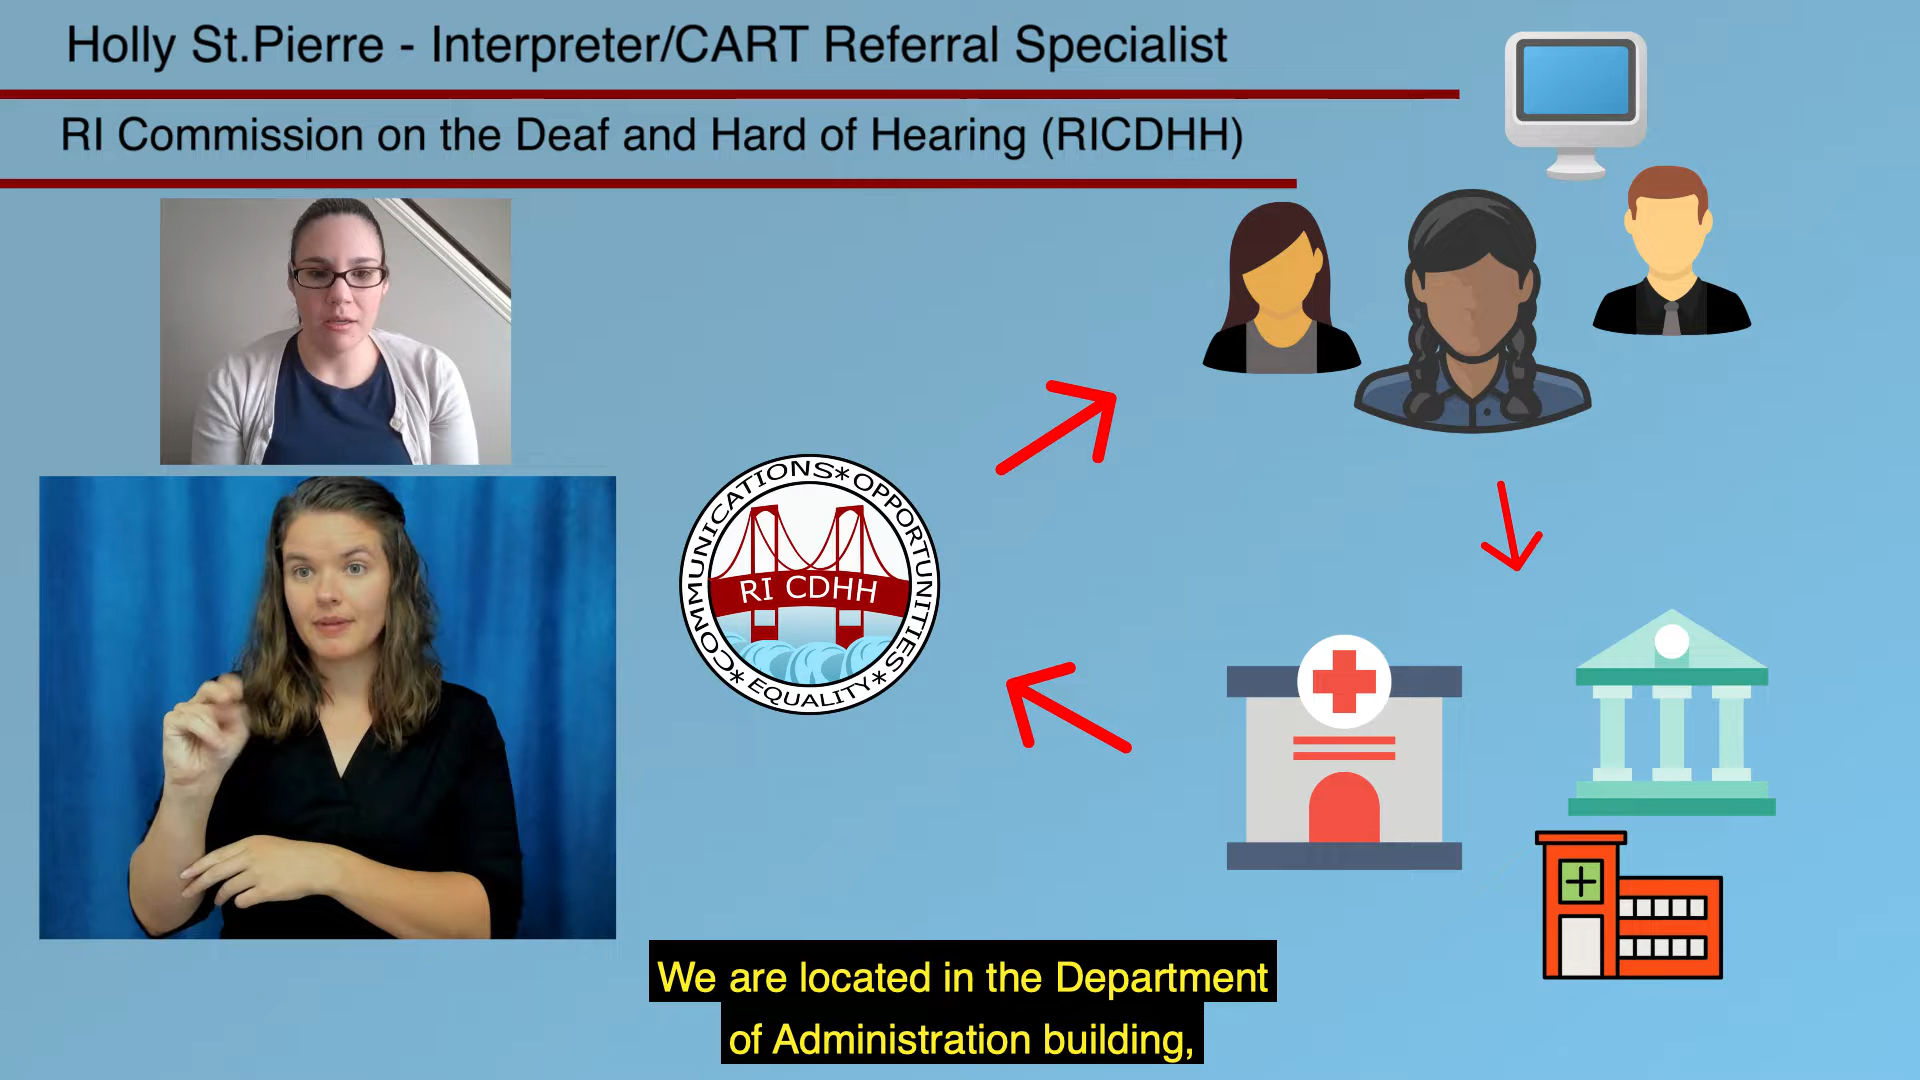 Holly St.Pierre - Interpreter/CART Referral Specialist
RI Commission on the Deaf and Hard of Hearing (RICDHH)
COMMUNICATIONS*OPPORTUNITIES*
*EQUALITY*
RI CDHH
We are located in the Department
of Administration building,